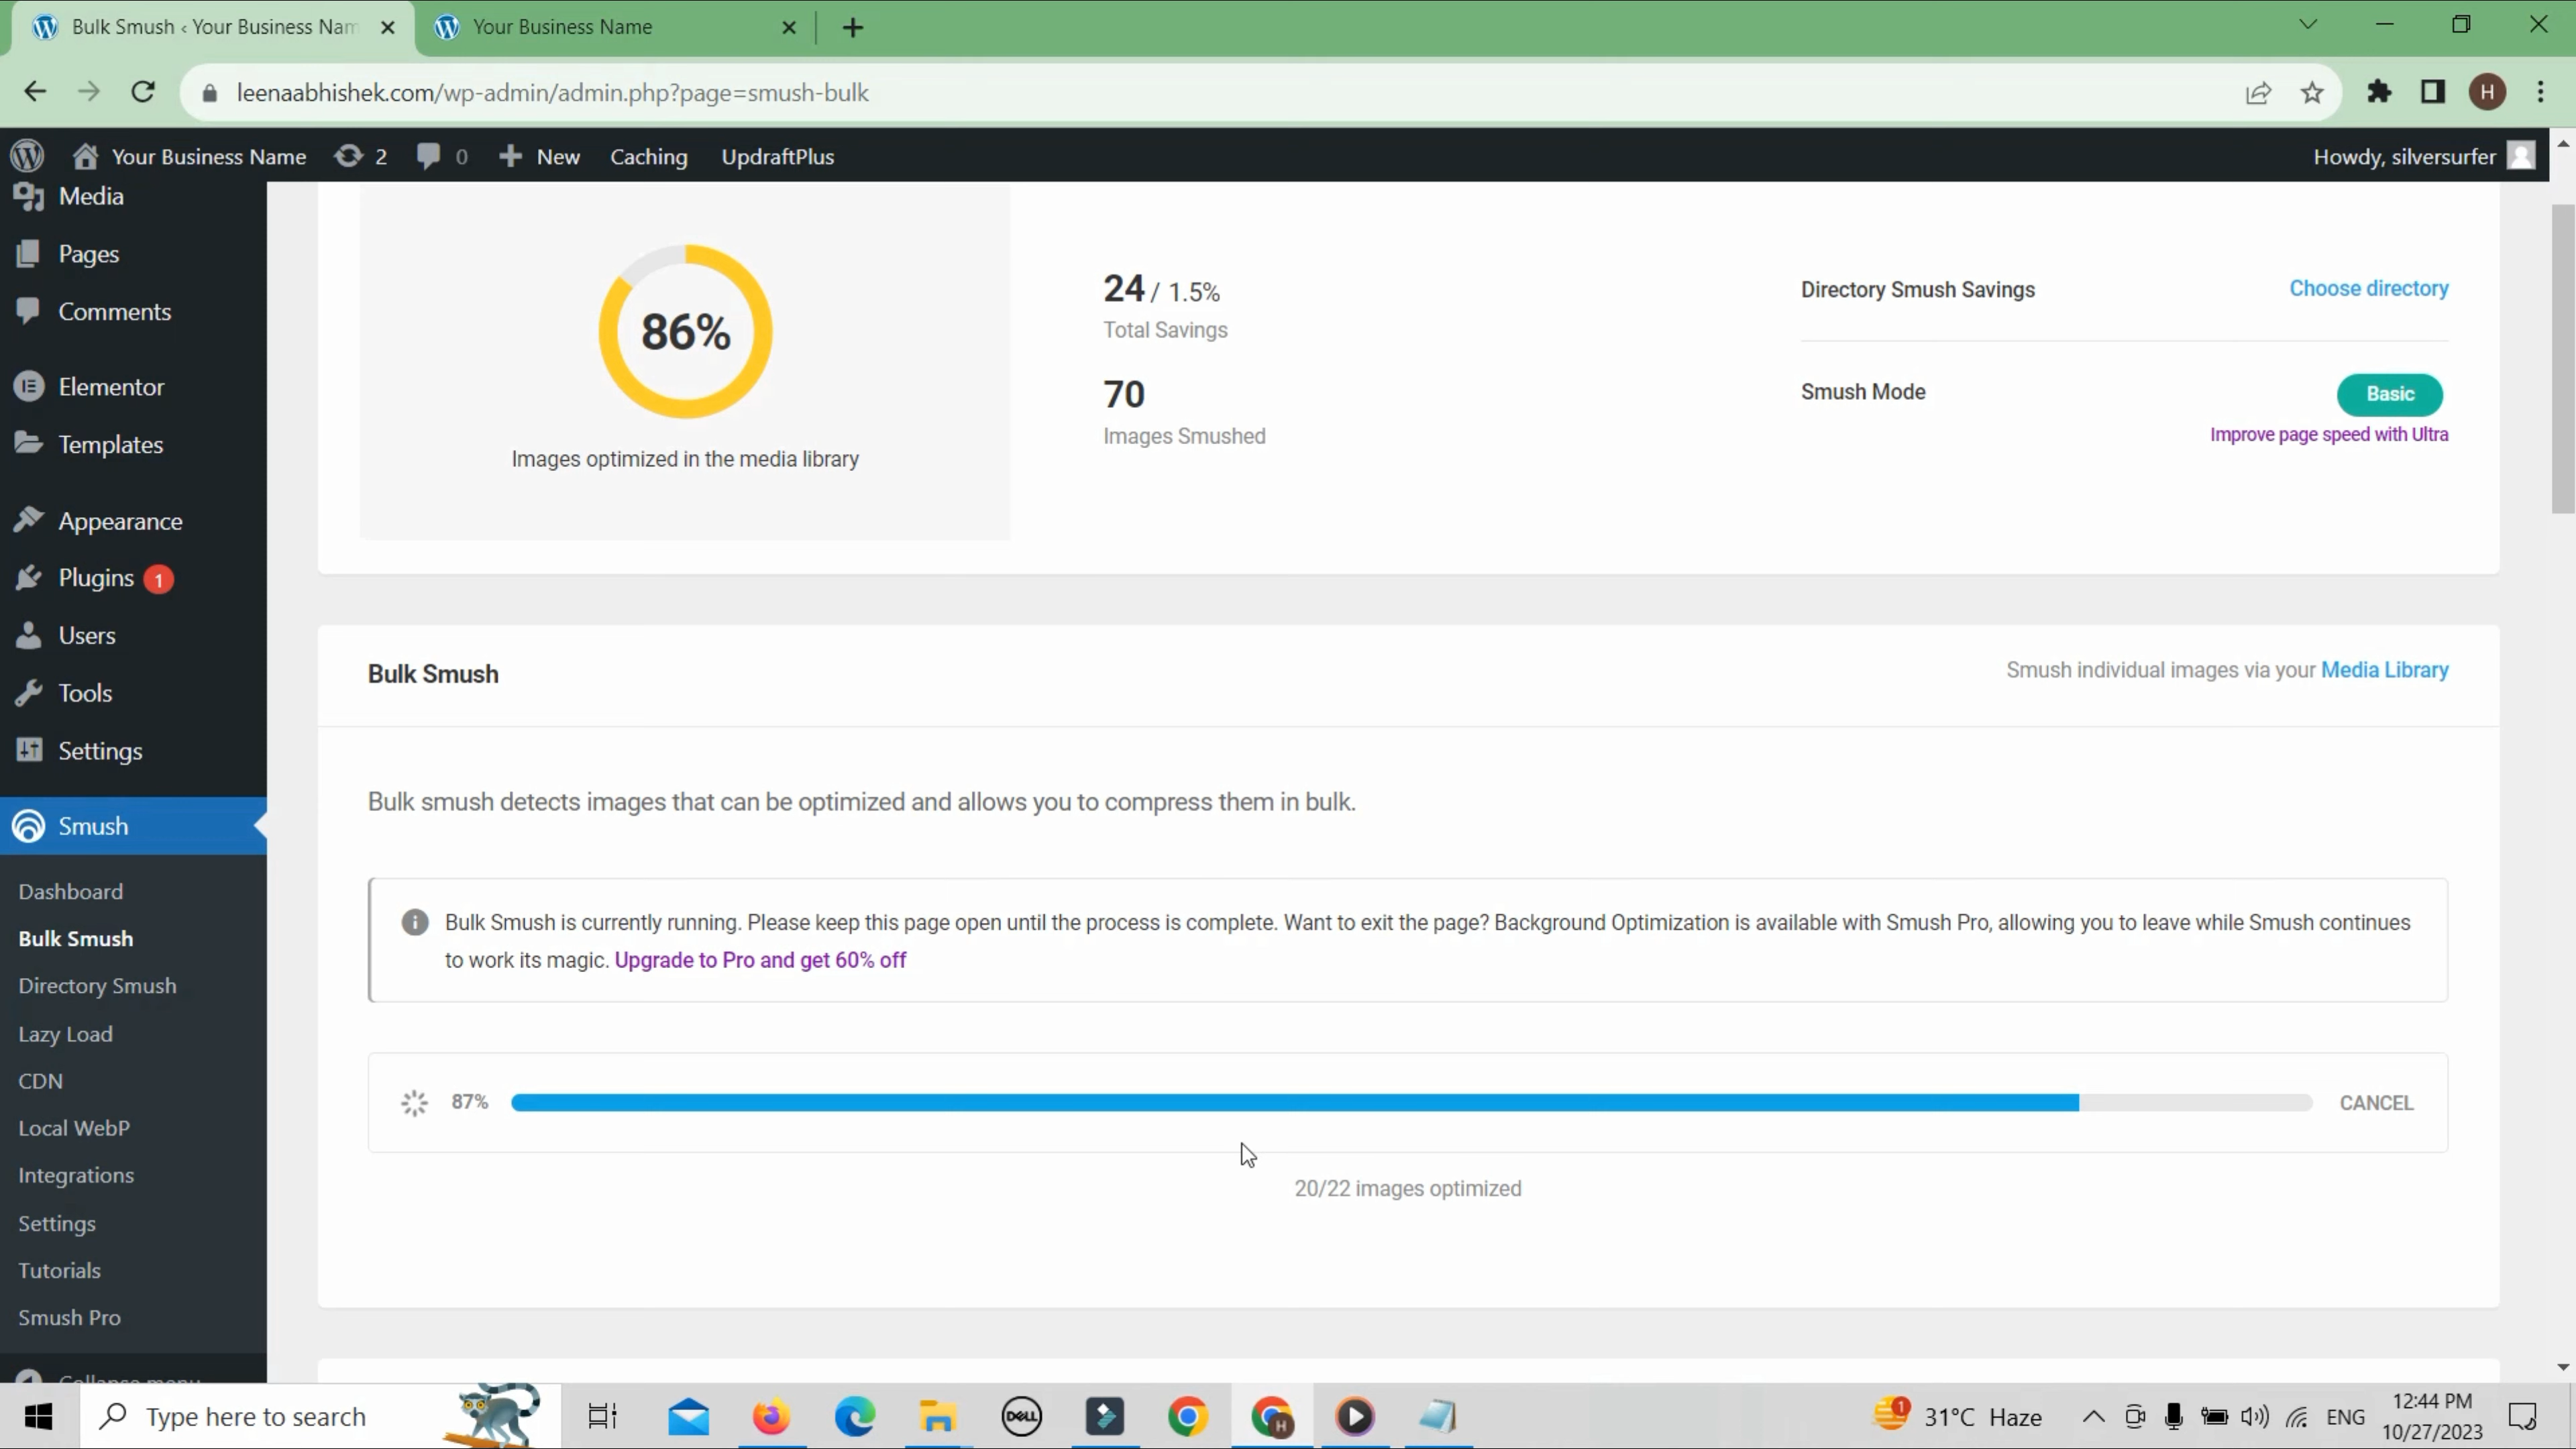 Bulk Smush ‹ Your Business Nam
Your Business Name
leenaabhishek.com/wp-admin/admin.php?page=smush-bulk
H
Your Business Name 2 0 New Caching UpdraftPlus Howdy, silversurfer
Media
Pages
Comments
Elementor
Templates
Appearance
Plugins 1
Users
Tools
Settings
Smush
Dashboard
Bulk Smush
Directory Smush
Lazy Load
CDN
Local WebP
Integrations
Settings
Tutorials
Smush Pro
Collapse menu
86%
Images optimized in the media library
24 / 1.5%
Total Savings
70
Images Smushed
Directory Smush Savings Choose directory
Smush Mode Basic
Improve page speed with Ultra
Bulk Smush Smush individual images via your Media Library
Bulk smush detects images that can be optimized and allows you to compress them in bulk.
Bulk Smush is currently running. Please keep this page open until the process is complete. Want to exit the page? Background Optimization is available with Smush Pro, allowing you to leave while Smush continues
to work its magic. Upgrade to Pro and get 60% off
87% CANCEL
20/22 images optimized
Type here to search
DELL
H
1
31°C Haze
ENG
12:44 PM
10/27/2023